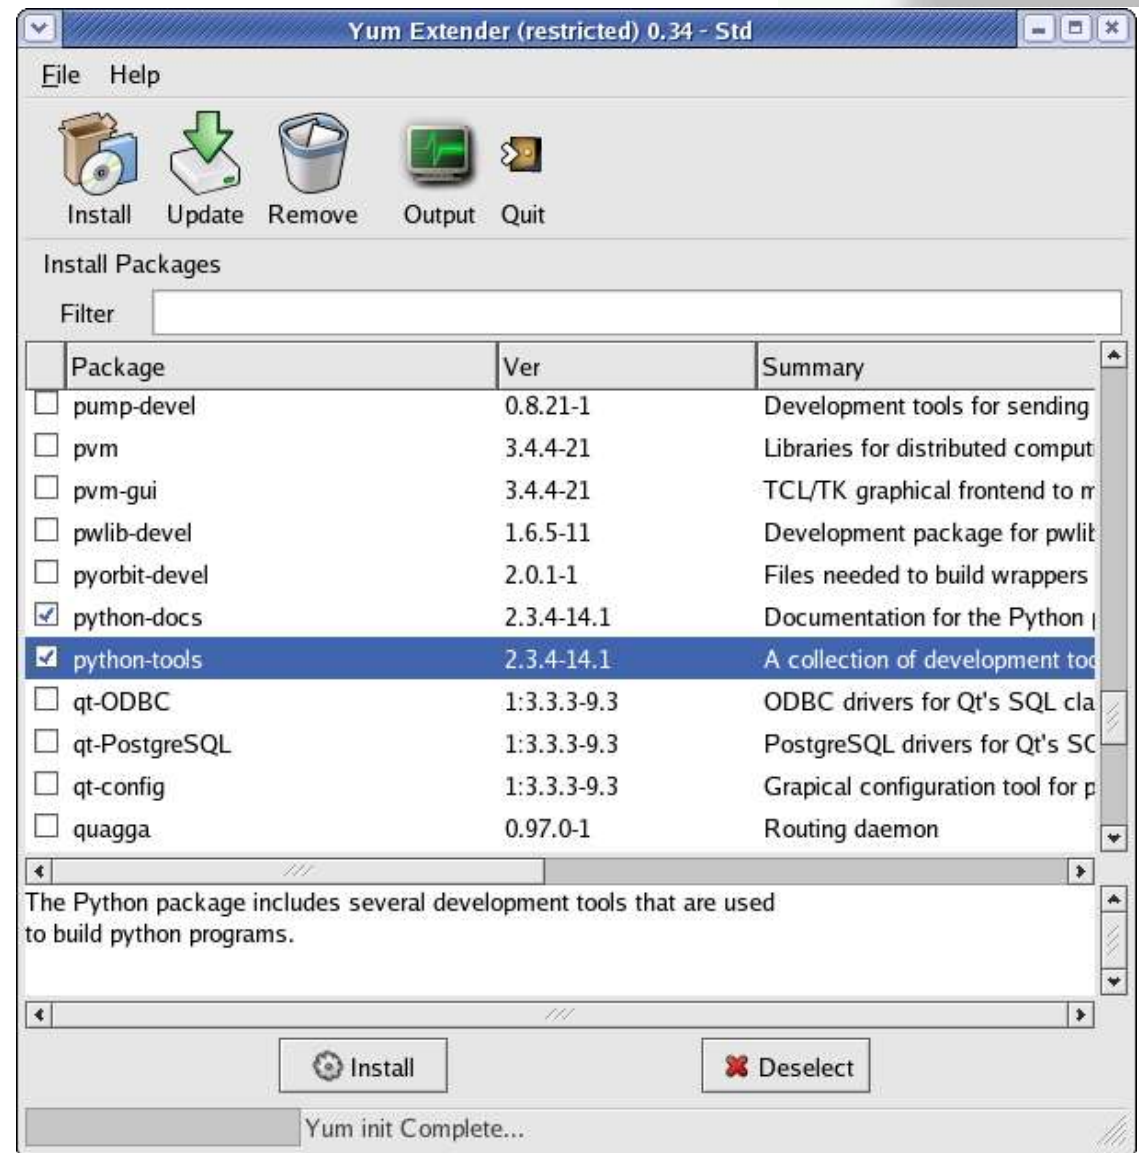 Yum Extender (restricted) 0.34 - Std
File Help
Install Update Remove Output Quit
Install Packages
Filter
Package Ver Summary
pump-devel 0.8.21-1 Development tools for sending
pvm 3.4.4-21 Libraries for distributed comput
pvm-gui 3.4.4-21 TCL/TK graphical frontend to m
pwlib-devel 1.6.5-11 Development package for pwlib
pyorbit-devel 2.0.1-1 Files needed to build wrappers
python-docs 2.3.4-14.1 Documentation for the Python
python-tools 2.3.4-14.1 A collection of development too
qt-ODBC 1:3.3.3-9.3 ODBC drivers for Qt's SQL cla
qt-PostgreSQL 1:3.3.3-9.3 PostgreSQL drivers for Qt's SQ
qt-config 1:3.3.3-9.3 Grapical configuration tool for p
quagga 0.97.0-1 Routing daemon
The Python package includes several development tools that are used
to build python programs.
Install Deselect
Yum init Complete...